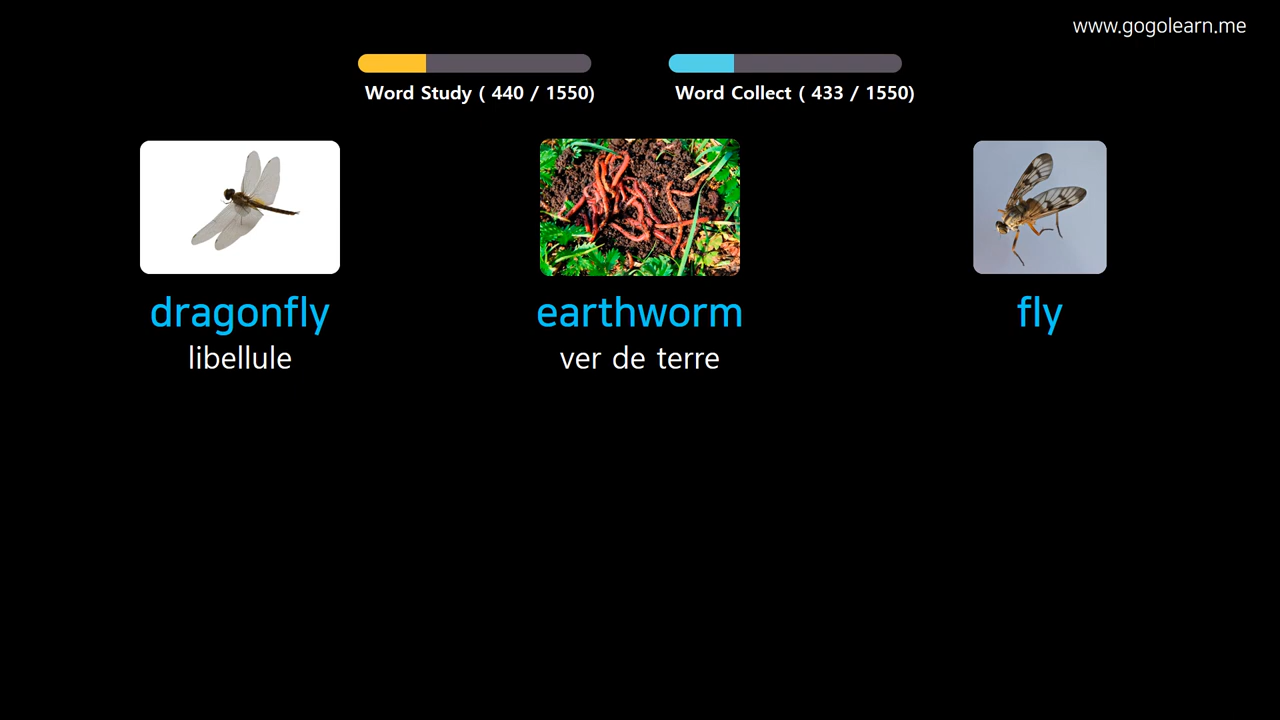 www.gogolearn.me
Word Study ( 440 / 1550)
Word Collect ( 433 / 1550)
dragonfly
libellule
earthworm
ver de terre
fly